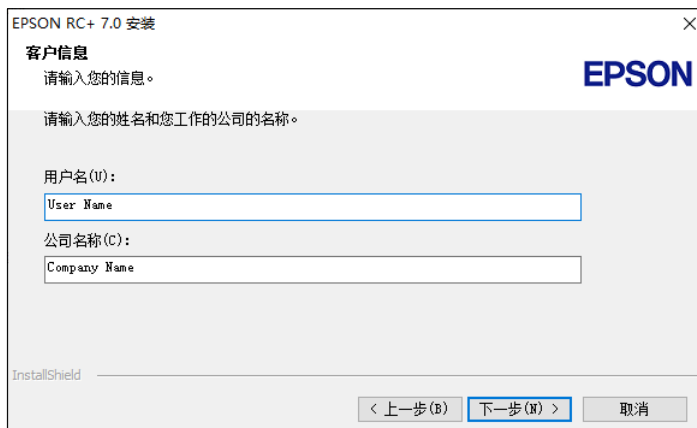 EPSON RC+ 7.0 安装
客户信息
请输入您的信息。
EPSON
请输入您的姓名和您工作的公司的名称。
用户名(U):
User Name
公司名称(C):
Company Name
InstallShield
< 上一步(B) 下一步(N) > 取消